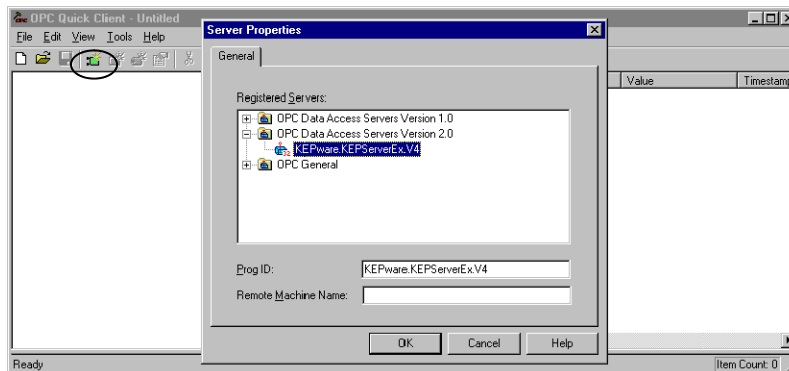 OPC Quick Client - Untitled
File Edit View Tools Help
Server Properties
General
Registered Servers:
OPC Data Access Servers Version 1.0
OPC Data Access Servers Version 2.0
KEPware.KEPServerEx.V4
OPC General
Prog ID: KEPware.KEPServerEx.V4
Remote Machine Name:
OK Cancel Help
Value Timestamp
Ready
Item Count: 0